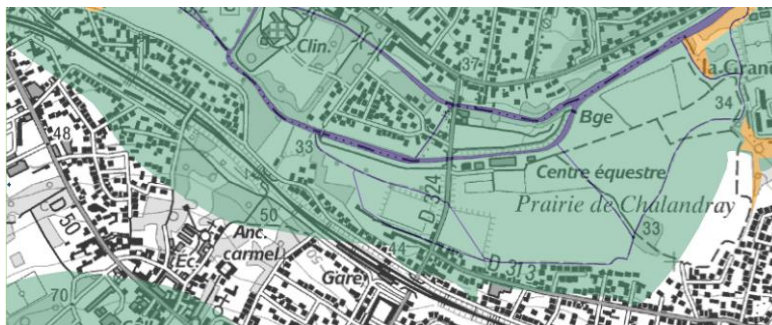 Clin.
37
la Grand
34
Bge
48
33
Centre équestre
D 324
Prairie de Chalandray
33
D 50
50
Anc.
carmel
Ec
44
Gare
D 313
70